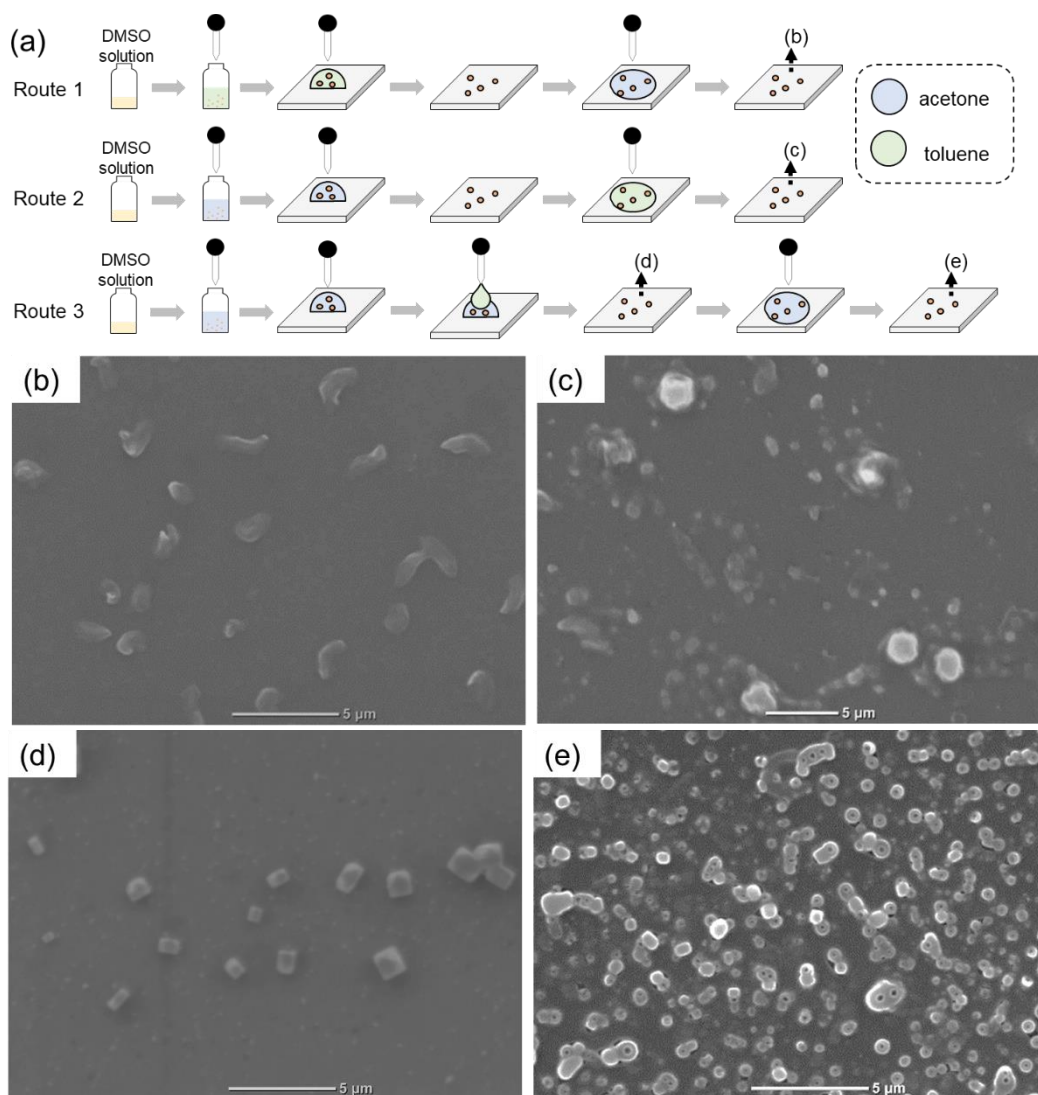 (a)
DMSO
solution
Route 1
(b)
acetone
toluene
DMSO
solution
Route 2
(c)
DMSO
solution
Route 3
(d)
(e)
(b)
5 μm
(c)
5 μm
(d)
5 μm
(e)
5 μm